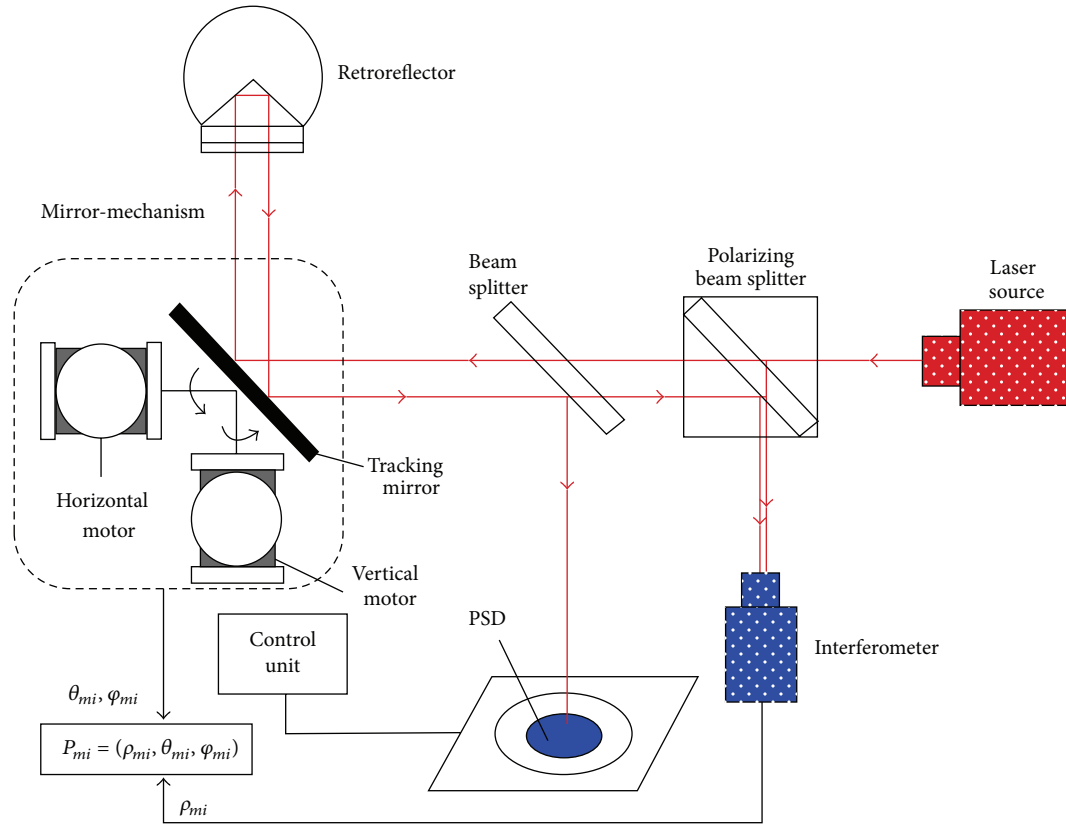 Retroreflector
Mirror-mechanism
Beam
splitter
Polarizing
beam splitter
Laser
source
Tracking
mirror
Horizontal
motor
Vertical
motor
PSD
Control
unit
Interferometer
θₘᵢ, φₘᵢ
Pₘᵢ = (ρₘᵢ, θₘᵢ, φₘᵢ)
ρₘᵢ